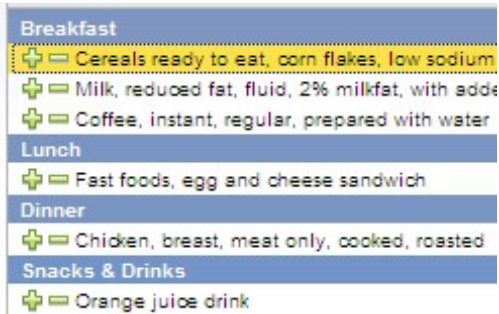 Breakfast
Cereals ready to eat, corn flakes, low sodium
Milk, reduced fat, fluid, 2% milkfat, with adde
Coffee, instant, regular, prepared with water
Lunch
Fast foods, egg and cheese sandwich
Dinner
Chicken, breast, meat only, cooked, roasted
Snacks & Drinks
Orange juice drink